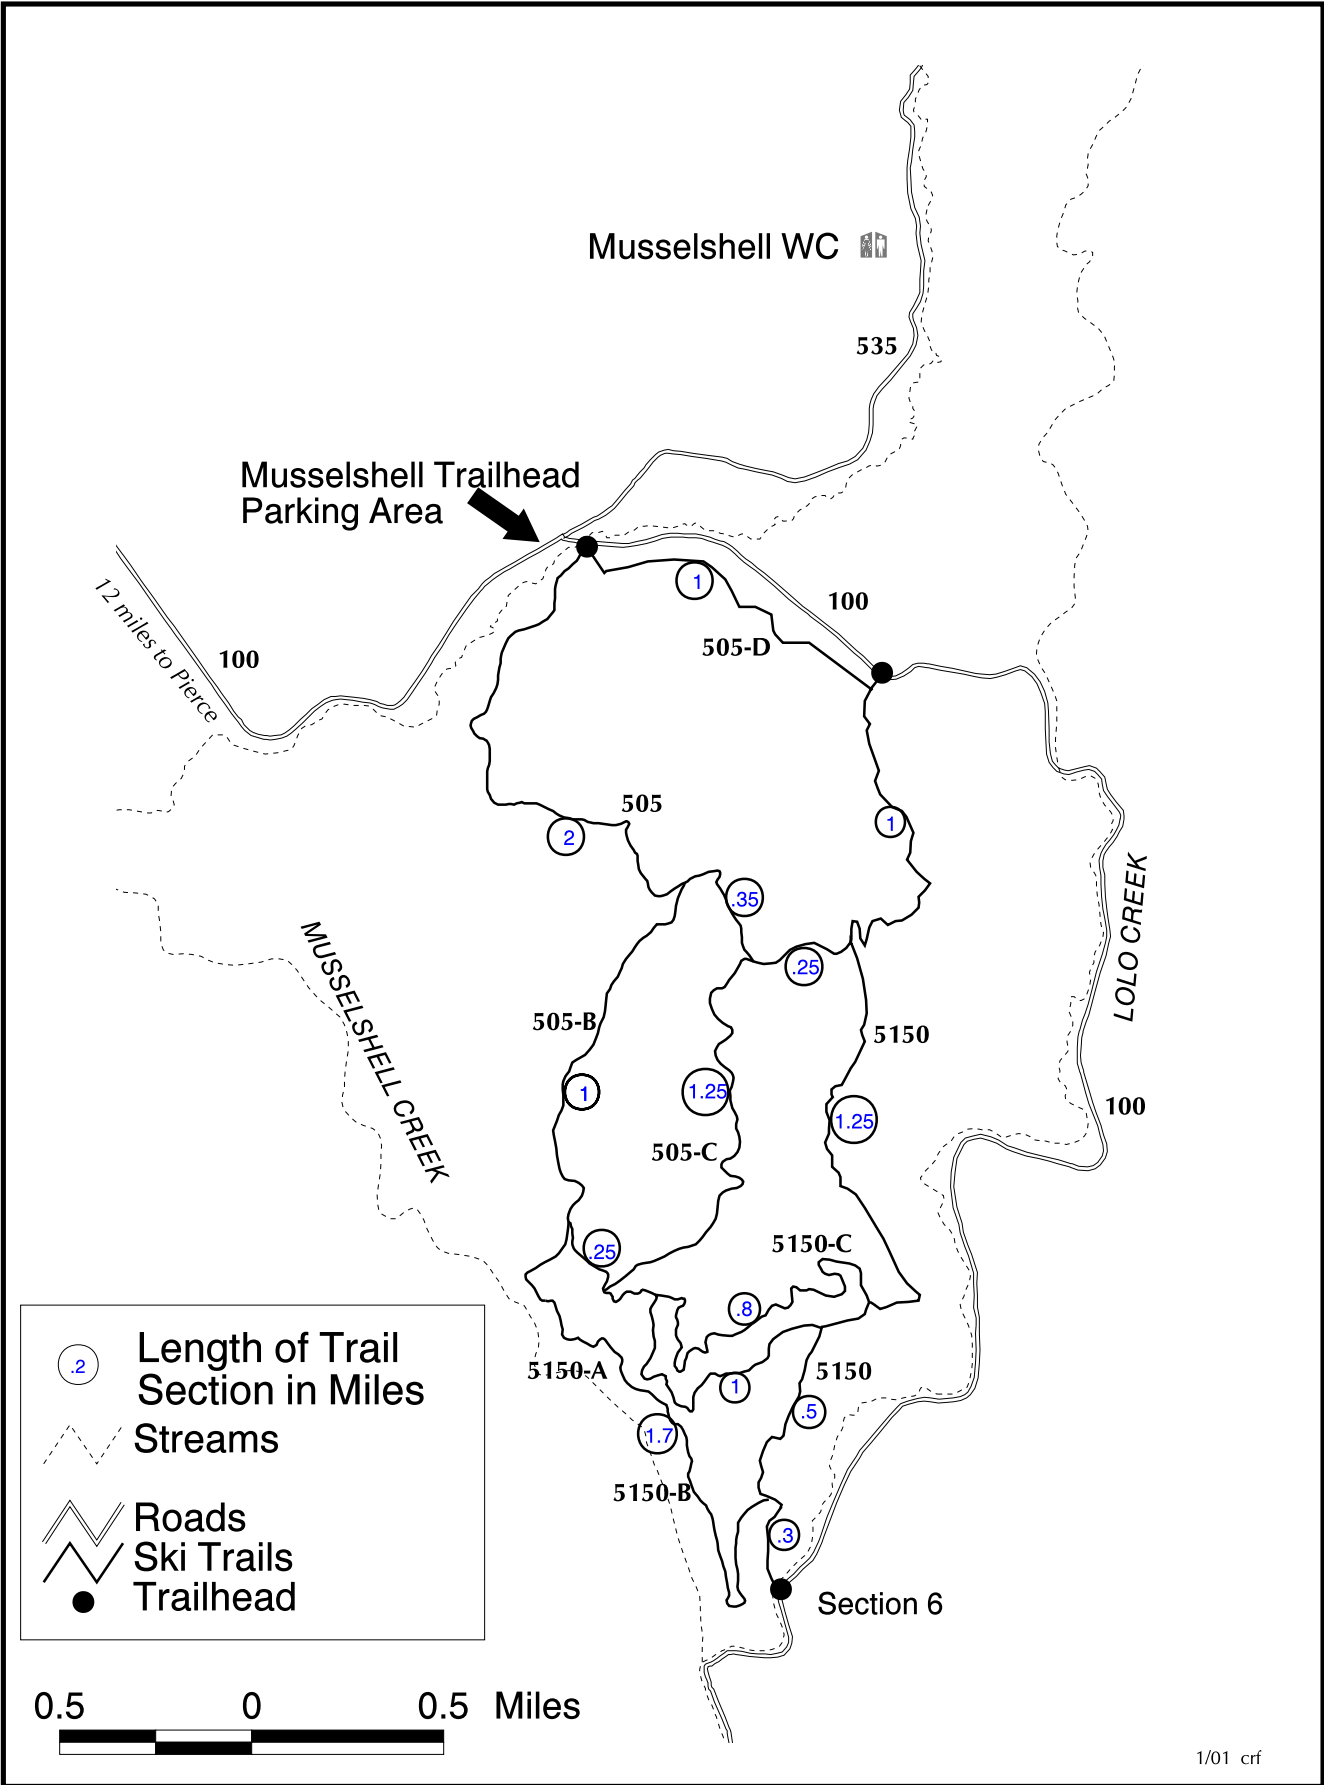 Musselshell WC
535
Musselshell Trailhead
Parking Area
12 miles to Pierce
100
1
100
505-D
505
2
1
.35
.25
MUSSELSHELL CREEK
LOLO CREEK
505-B
5150
1
1.25
1.25
100
505-C
.25
5150-C
.8
5150-A
1
5150
.5
1.7
5150-B
.3
Section 6
.2
Length of Trail
Section in Miles
Streams
Roads
Ski Trails
Trailhead
0.5 0 0.5 Miles
1/01 crf